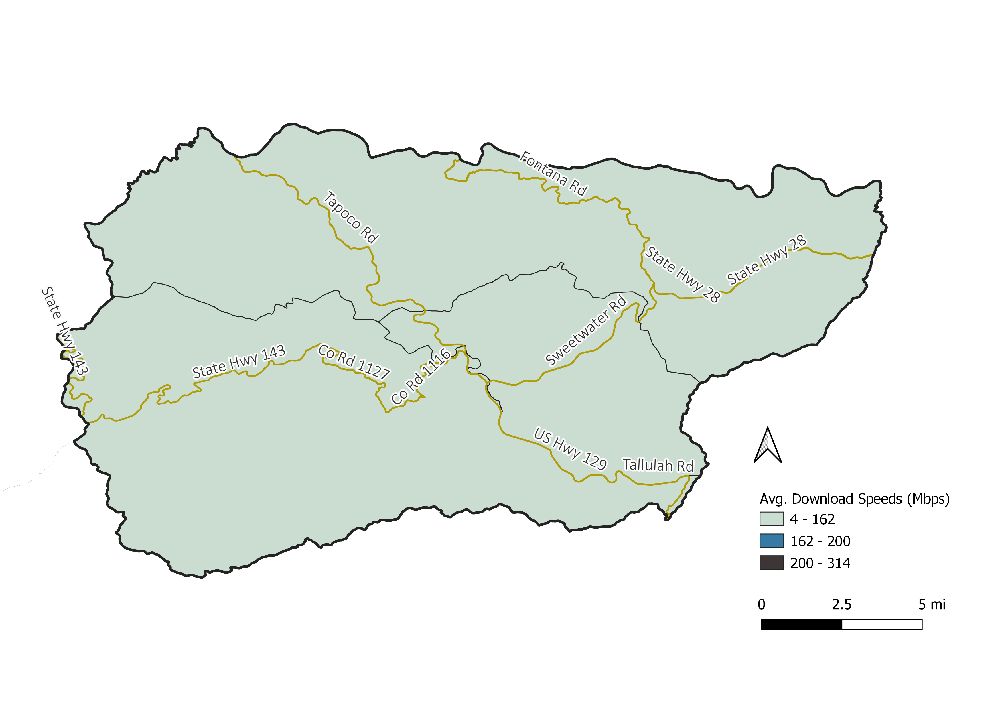 Fontana Rd
Tapoco Rd
State Hwy 28
State Hwy 28
State Hwy 143
Sweetwater Rd
State Hwy 143
Co Rd 1127
Co Rd 1116
US Hwy 129
Tallulah Rd
Avg. Download Speeds (Mbps)
4 - 162
162 - 200
200 - 314
0 2.5 5 mi